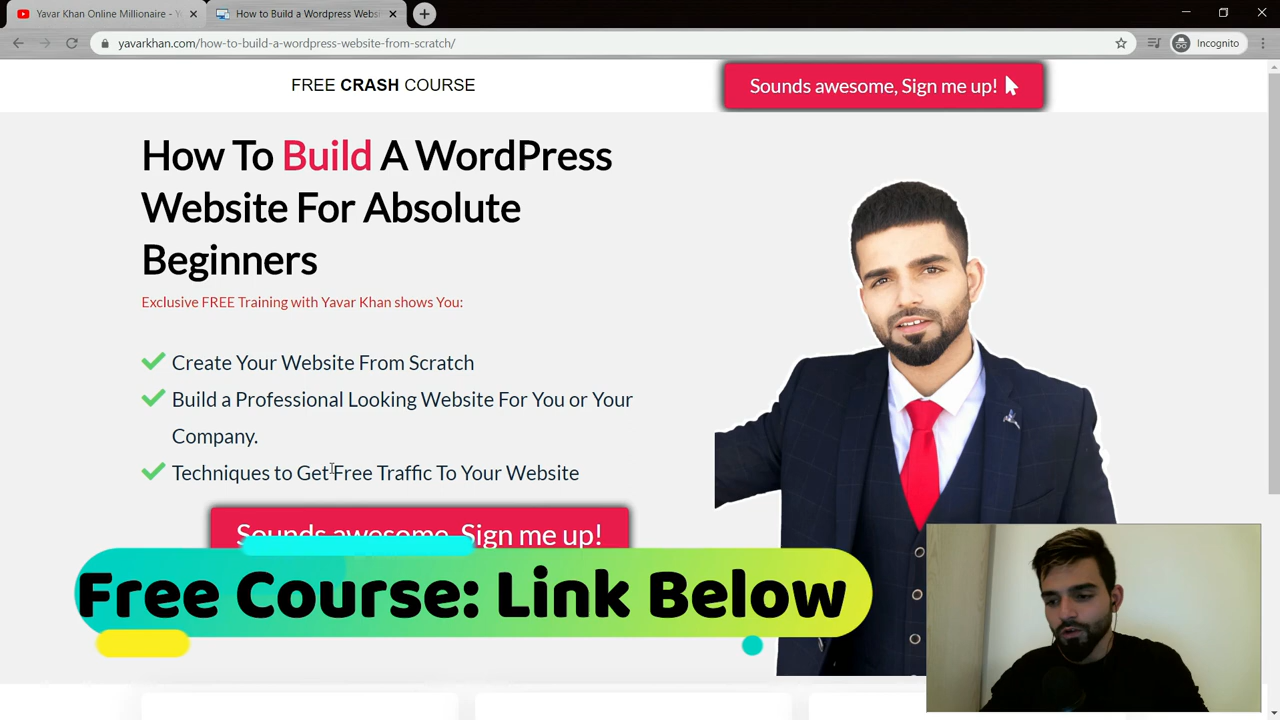 Yavar Khan Online Millionaire - Y
How to Build a Wordpress Websi
yavarkhan.com/how-to-build-a-wordpress-website-from-scratch/
Incognito
FREE CRASH COURSE
Sounds awesome, Sign me up!
How To Build A WordPress
Website For Absolute
Beginners
Exclusive FREE Training with Yavar Khan shows You:
Create Your Website From Scratch
Build a Professional Looking Website For You or Your
Company.
Techniques to Get Free Traffic To Your Website
Sounds awesome, Sign me up!
Free Course: Link Below